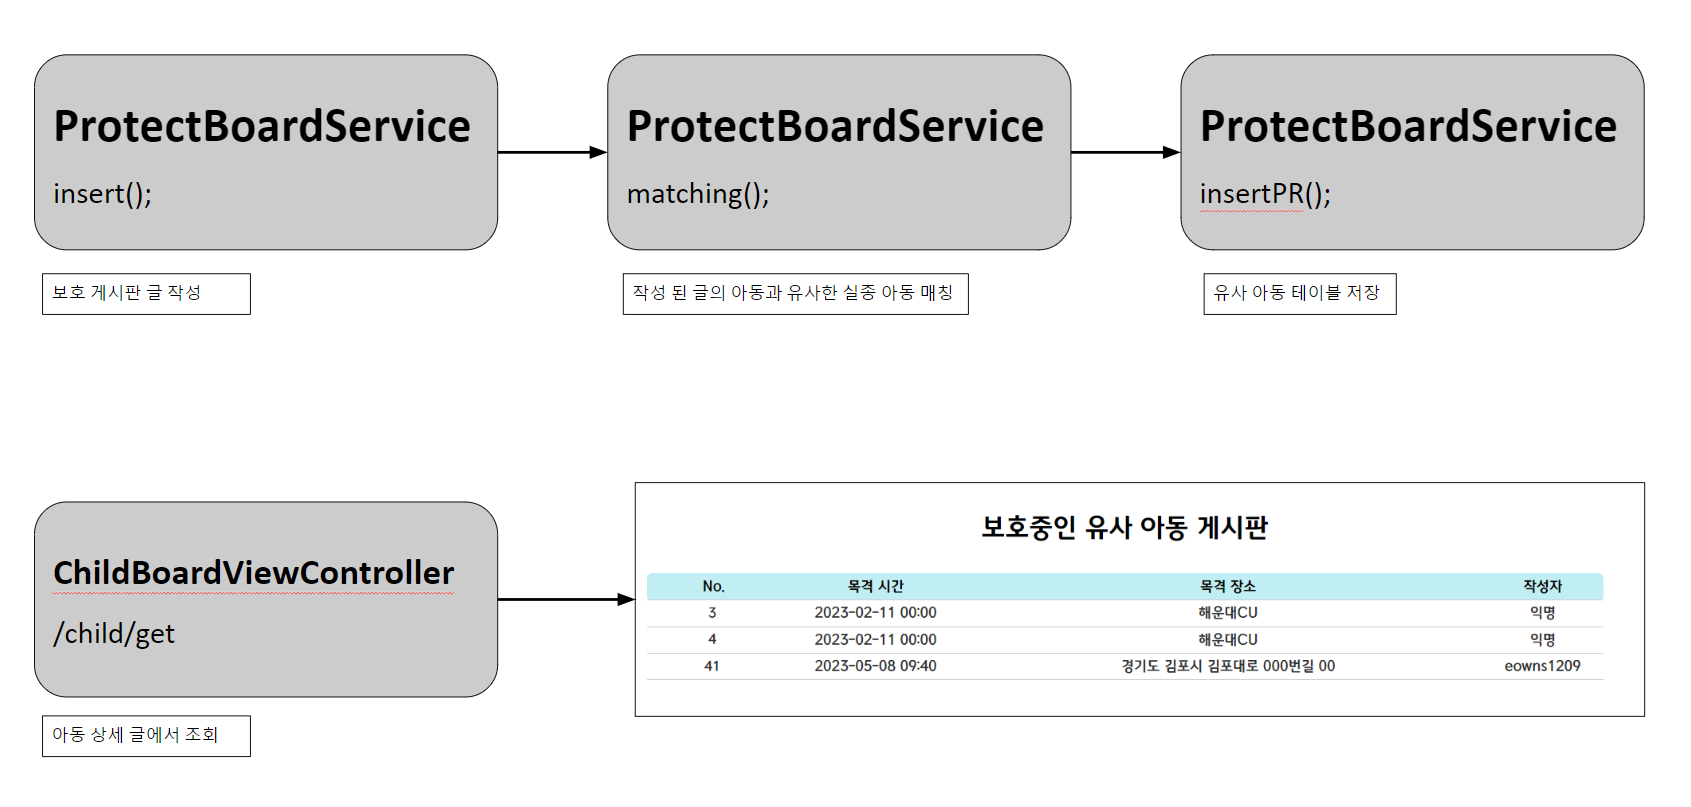 ProtectBoardService
insert();
보호 게시판 글 작성
ProtectBoardService
matching();
작성 된 글의 아동과 유사한 실종 아동 매칭
ProtectBoardService
insertPR();
유사 아동 테이블 저장
ChildBoardViewController
/child/get
아동 상세 글에서 조회
보호중인 유사 아동 게시판
No. 목격 시간 목격 장소 작성자
3 2023-02-11 00:00 해운대CU 익명
4 2023-02-11 00:00 해운대CU 익명
41 2023-05-08 09:40 경기도 김포시 김포대로 000번길 00 eowns1209